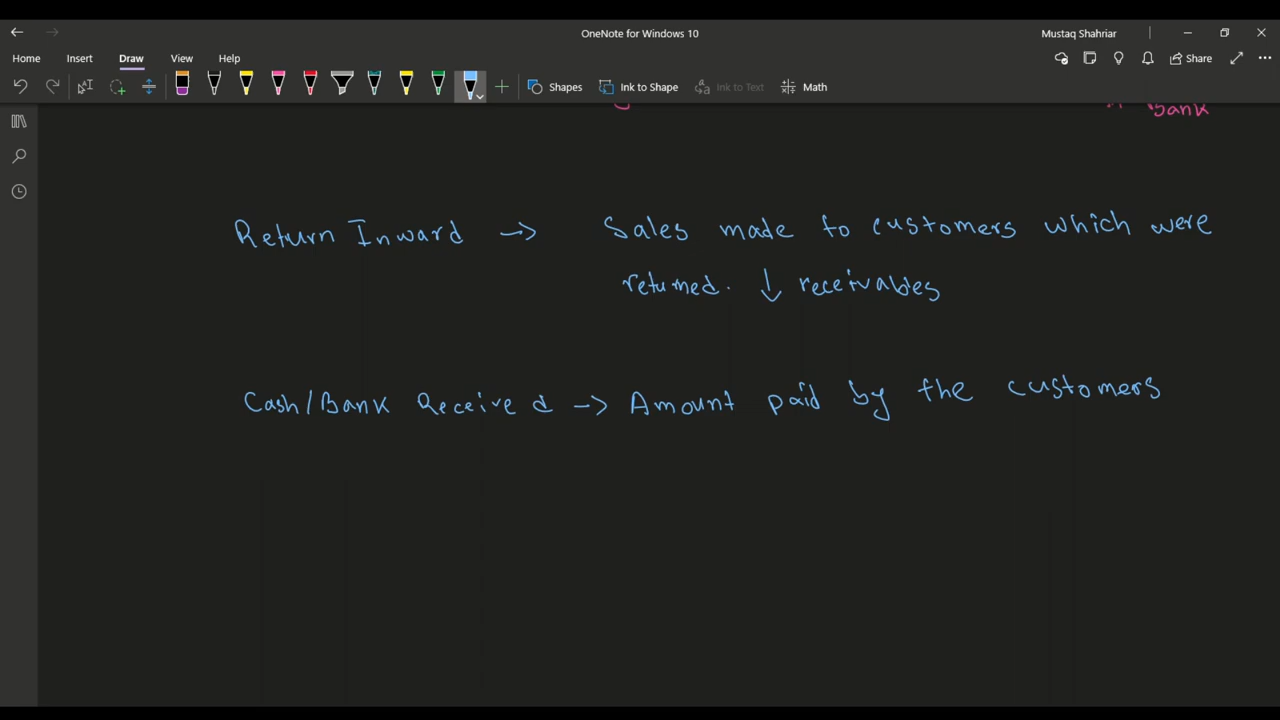 OneNote for Windows 10
Mustaq Shahriar
Home Insert Draw View Help
Share
Shapes Ink to Shape Ink to Text Math
Bank
Return Inward → Sales made to customers which were
returned. ↓ receivables
Cash/Bank Received → Amount paid by the customers